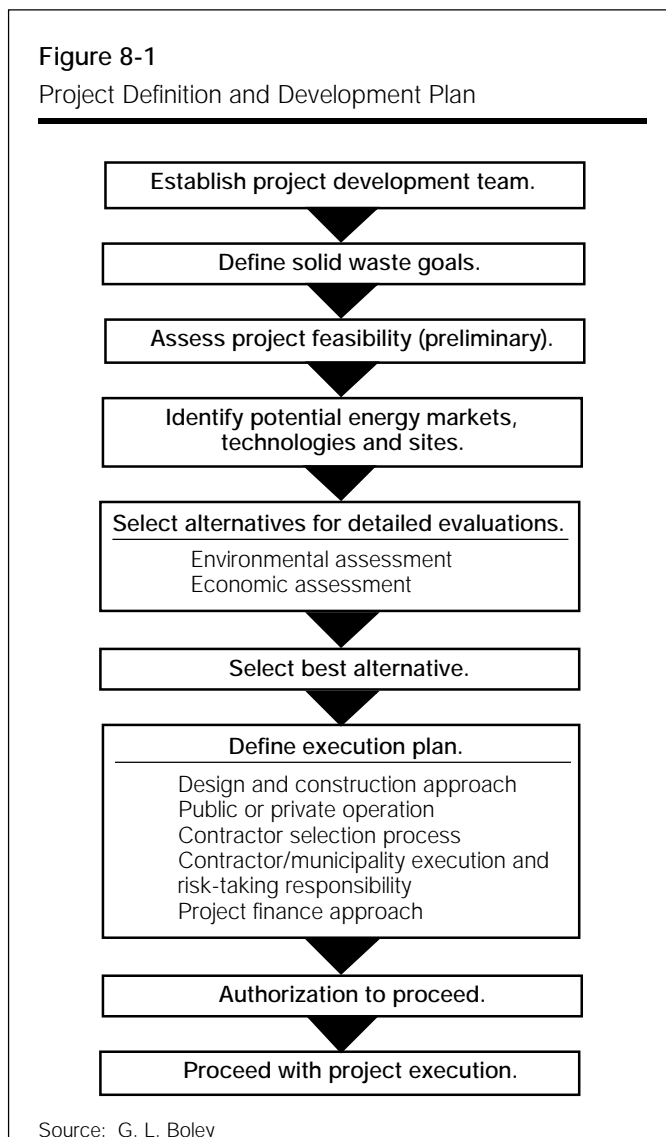 Figure 8-1
Project Definition and Development Plan
Establish project development team.
Define solid waste goals.
Assess project feasibility (preliminary).
Identify potential energy markets,
technologies and sites.
Select alternatives for detailed evaluations.
Environmental assessment
Economic assessment
Select best alternative.
Define execution plan.
Design and construction approach
Public or private operation
Contractor selection process
Contractor/municipality execution and
risk-taking responsibility
Project finance approach
Authorization to proceed.
Proceed with project execution.
Source: G. L. Boley